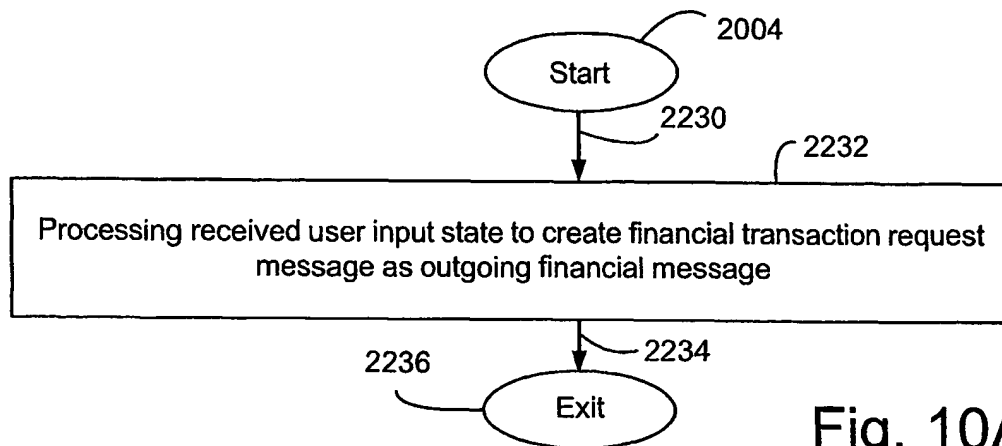 2004
Start
2230
2232
Processing received user input state to create financial transaction request
message as outgoing financial message
2234
2236
Exit
Fig. 10A